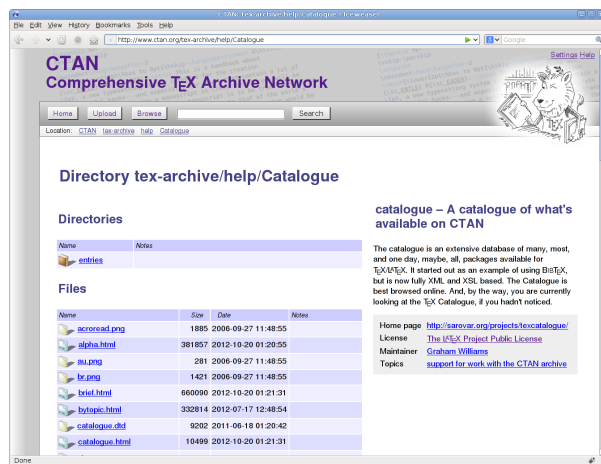 CTAN: tex-archive/help/Catalogue - Iceweasel
File Edit View History Bookmarks Tools Help
http://www.ctan.org/tex-archive/help/Catalogue
Google
Settings Help
CTAN
Comprehensive TEX Archive Network
Home Upload Browse Search
Location: CTAN tex-archive help Catalogue
Directory tex-archive/help/Catalogue
Directories
Name Notes
entries
Files
Name Size Date Notes
acroread.png 1885 2006-09-27 11:48:55
alpha.html 381857 2012-10-20 01:20:55
au.png 281 2006-09-27 11:48:55
br.png 1421 2006-09-27 11:48:55
brief.html 660090 2012-10-20 01:21:31
bytopic.html 332814 2012-07-17 12:48:54
catalogue.dtd 9202 2011-06-18 01:20:42
catalogue.html 10499 2012-10-20 01:21:31
catalogue – A catalogue of what's
available on CTAN
The catalogue is an extensive database of many, most,
and one day, maybe, all, packages available for
TEX/LATEX. It started out as an example of using BIBTEX,
but is now fully XML and XSL based. The Catalogue is
best browsed online. And, by the way, you are currently
looking at the TEX Catalogue, if you hadn't noticed.
Home page http://sarovar.org/projects/texcatalogue/
License The LATEX Project Public License
Maintainer Graham Williams
Topics support for work with the CTAN archive
Done